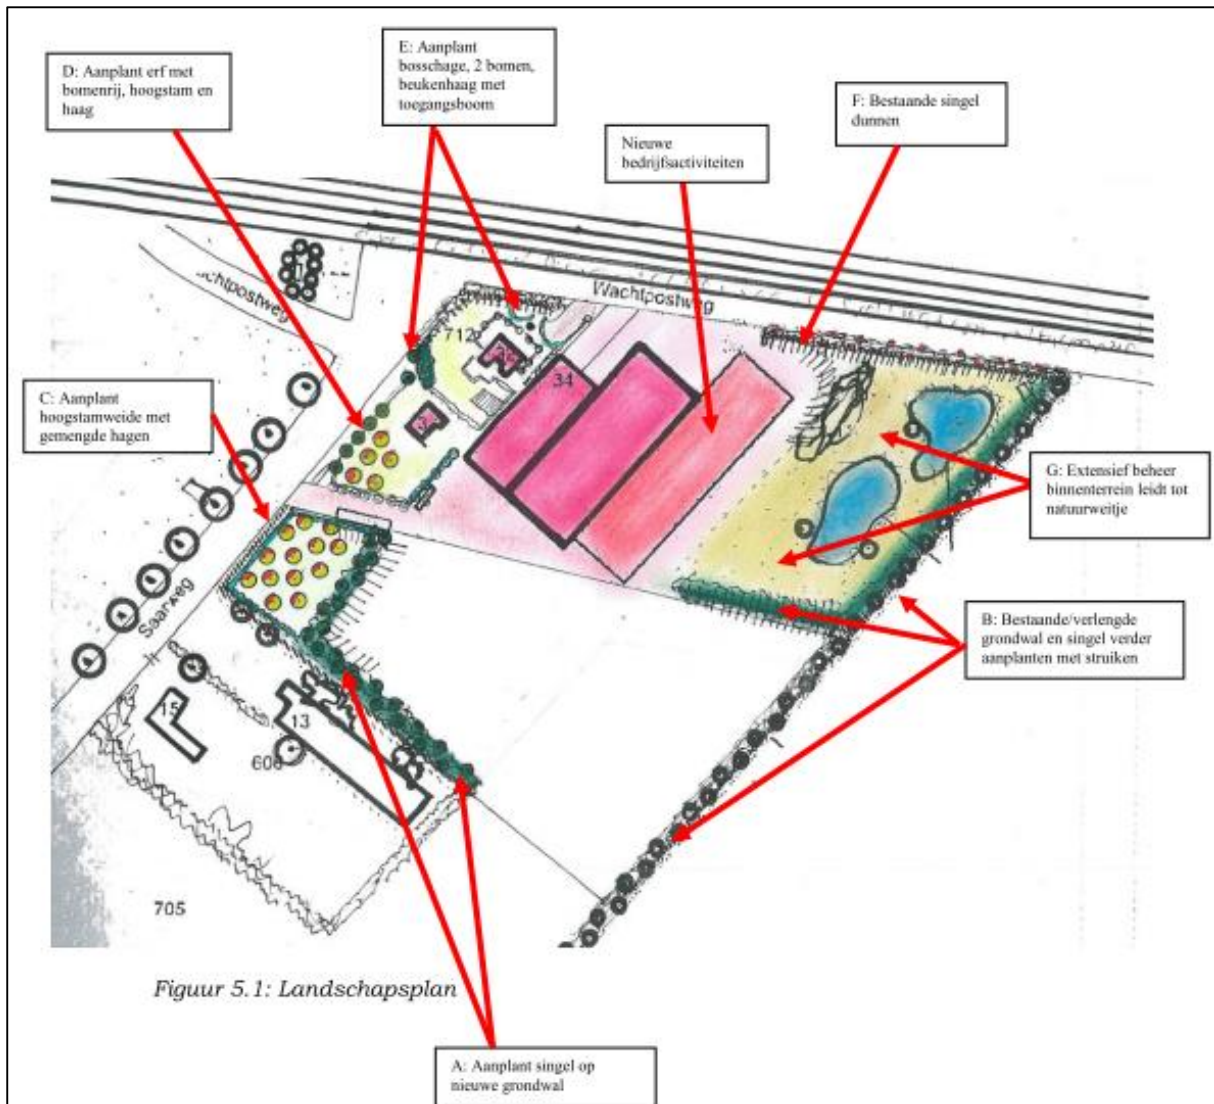 E: Aanplant
bosschage, 2 bomen,
beukenhaag met
toegangsboom
D: Aanplant erf met
bomenrij, hoogstam en
haag
F: Bestaande singel
dunnen
Nieuwe
bedrijfsactiviteiten
Wachtpostweg
chtpostweg
712
34
C: Aanplant
hoogstamweide met
gemengde hagen
G: Extensief beheer
binnenterrein leidt tot
natuurweitje
Saarweg
B: Bestaande/verlengde
grondwal en singel verder
aanplanten met struiken
15
13
606
705
Figuur 5.1: Landschapsplan
A: Aanplant singel op
nieuwe grondwal